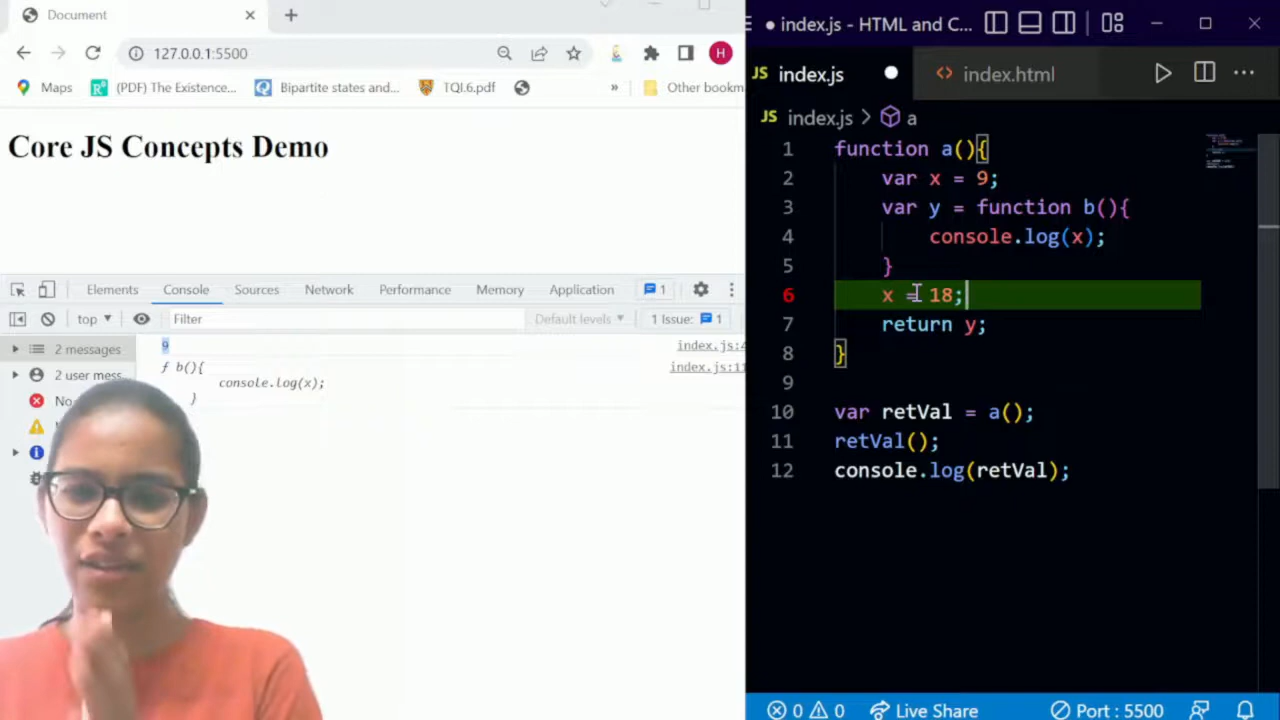 Document
127.0.0.1:5500
H
Maps
(PDF) The Existence...
Bipartite states and...
TQI.6.pdf
»
Other bookm
Core JS Concepts Demo
Elements
Console
Sources
Network
Performance
Memory
Application
1
top
Filter
Default levels
1 Issue: 1
2 messages
2 user mess...
No
9
index.js:4
f b(){
console.log(x);
}
index.js:11
index.js - HTML and C...
JS index.js
index.html
JS index.js > a
1 function a(){
2 var x = 9;
3 var y = function b(){
4 console.log(x);
5 }
6 x = 18;
7 return y;
8 }
9
10 var retVal = a();
11 retVal();
12 console.log(retVal);
0 0
Live Share
Port : 5500